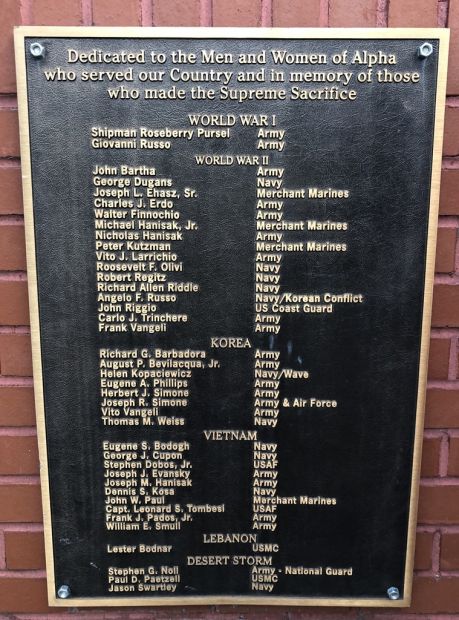 Dedicated to the Men and Women of Alpha
who served our Country and in memory of those
who made the Supreme Sacrifice
WORLD WAR I
Shipman Roseberry Pursel Army
Giovanni Russo Army
WORLD WAR II
John Bartha Army
George Dugans Navy
Joseph L. Ehasz, Sr. Merchant Marines
Charles J. Erdo Army
Walter Finnochio Army
Michael Hanisak, Jr. Merchant Marines
Nicholas Hanisak Army
Peter Kutzman Merchant Marines
Vito J. Larrichio Army
Roosevelt F. Olivi Navy
Robert Regitz Navy
Richard Allen Riddle Navy
Angelo F. Russo Navy/Korean Conflict
John Riggio US Coast Guard
Carlo J. Trinchere Army
Frank Vangeli Army
KOREA
Richard G. Barbadora Army
August P. Bevilacqua, Jr. Army
Helen Kopaciewicz Navy/Wave
Eugene A. Phillips Army
Herbert J. Simone Army
Joseph R. Simone Army & Air Force
Vito Vangeli Army
Thomas M. Weiss Navy
VIETNAM
Eugene S. Bodogh Navy
George J. Cupon Navy
Stephen Dobos, Jr. USAF
Joseph J. Evansky Army
Joseph M. Hanisak Army
Dennis S. Kosa Navy
John W. Paul Merchant Marines
Capt. Leonard S. Tombesi USAF
Frank J. Pados, Jr. Army
William E. Smull Army
LEBANON
Lester Bodnar USMC
DESERT STORM
Stephen G. Noll Army - National Guard
Paul D. Paetzell USMC
Jason Swartley Navy